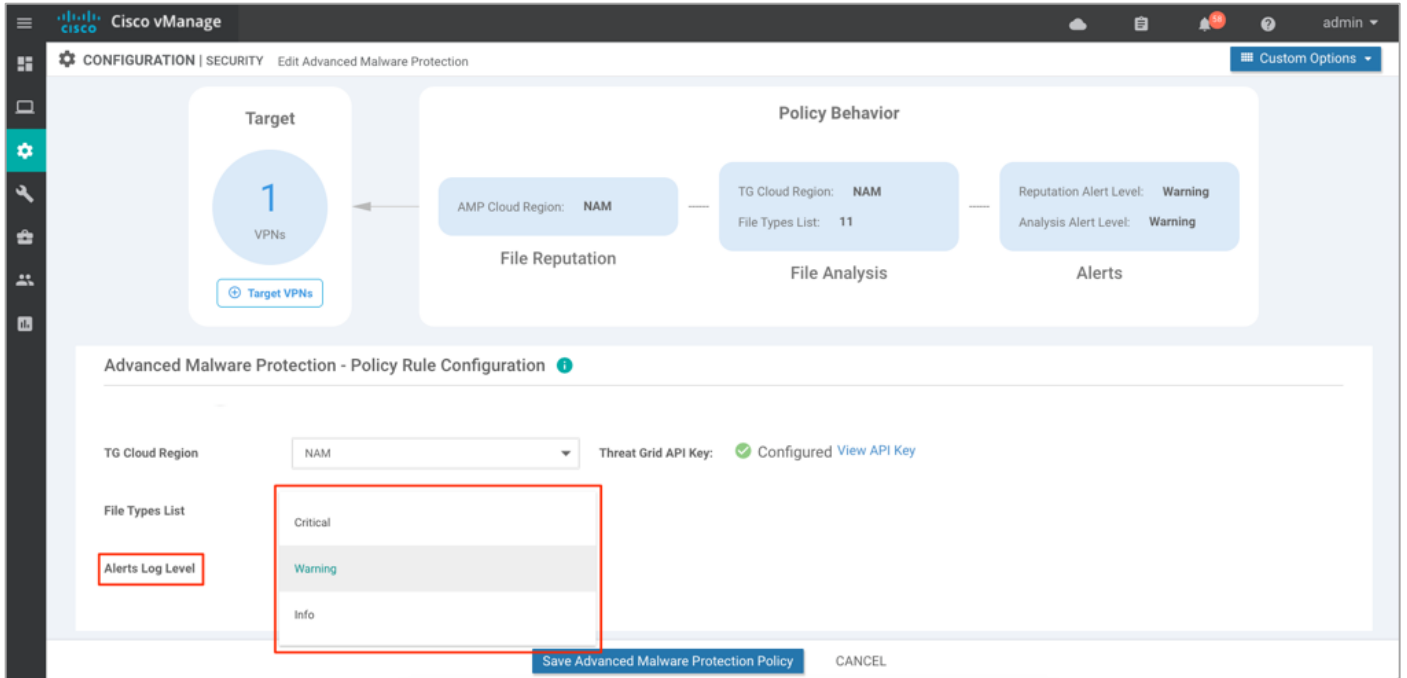 cisco Cisco vManage
58
admin
CONFIGURATION | SECURITY Edit Advanced Malware Protection
Custom Options
Target
1
VPNs
Target VPNs
Policy Behavior
AMP Cloud Region: NAM
File Reputation
TG Cloud Region: NAM
File Types List: 11
File Analysis
Reputation Alert Level: Warning
Analysis Alert Level: Warning
Alerts
Advanced Malware Protection - Policy Rule Configuration
TG Cloud Region NAM Threat Grid API Key: Configured View API Key
File Types List
Critical
Alerts Log Level Warning
Info
Save Advanced Malware Protection Policy CANCEL